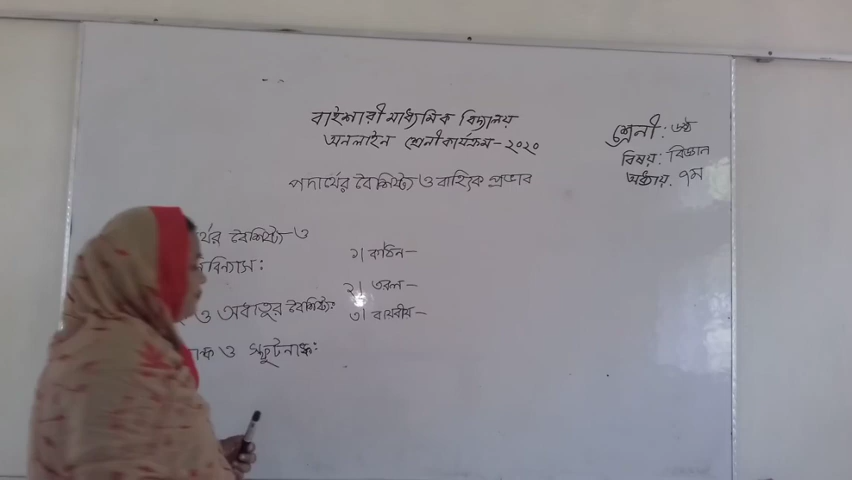 বাইশারী মাধ্যমিক বিদ্যালয়
অনলাইন শ্রেনী কার্যক্রম - ২০২০
শ্রেনী: ৬ষ্ঠ
বিষয়: বিজ্ঞান
অধ্যায়: ৭ম
পদার্থের বৈশিষ্ট্য ও বাহ্যিক প্রভাব
র্থের বৈশিষ্ট্য ও
বিন্যাস:
ও অধাতুর বৈশিষ্ট্য:
ও স্ফুটনাঙ্ক:
১। কঠিন -
২। তরল -
৩। বায়বীয় -